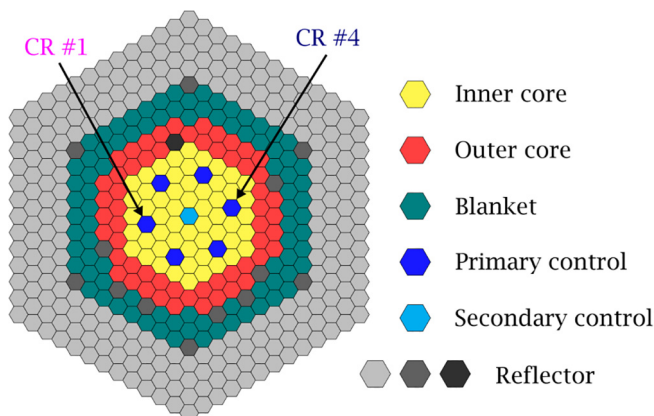 CR #1
CR #4
Inner core
Outer core
Blanket
Primary control
Secondary control
Reflector